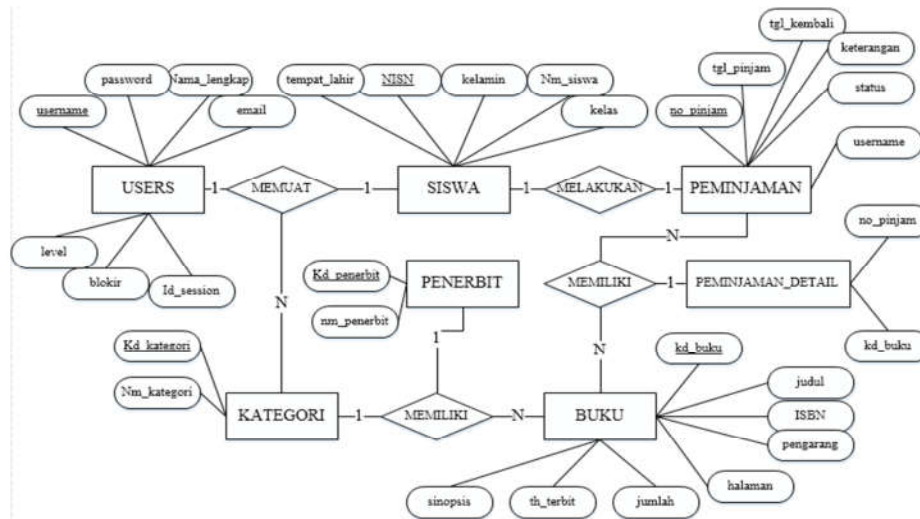 tgl_kembali
password
Nama_lengkap
tempat_lahir
NISN
kelamin
Nm_siswa
keterangan
tgl_pinjam
username
email
kelas
no_pinjam
status
username
USERS
1
MEMUAT
1
SISWA
1
MELAKUKAN
1
PEMINJAMAN
level
blokir
Id_session
N
no_pinjam
Kd_penerbit
PENERBIT
MEMILIKI
1
PEMINJAMAN_DETAIL
nm_penerbit
N
1
N
kd_buku
kd_buku
Kd_kategori
judul
Nm_kategori
KATEGORI
1
MEMILIKI
N
BUKU
ISBN
pengarang
sinopsis
th_terbit
jumlah
halaman